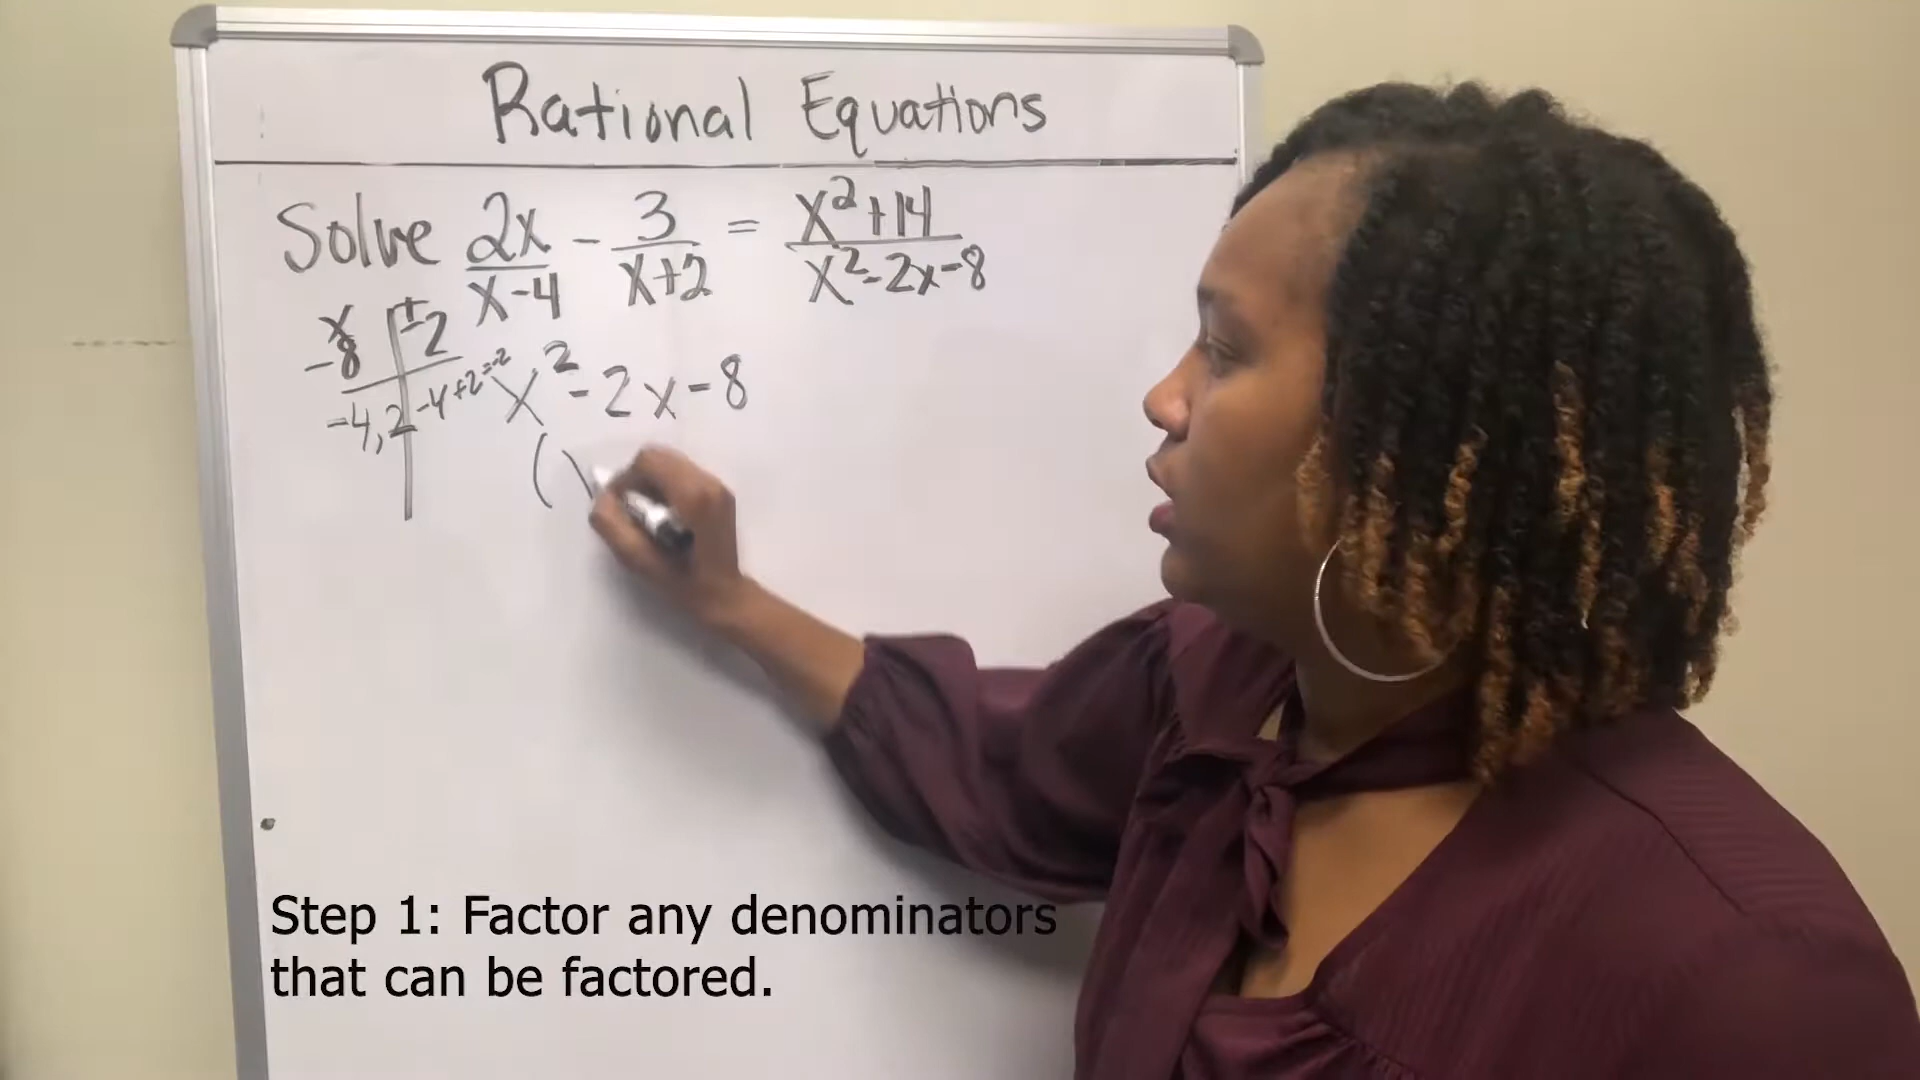 Rational Equations
Solve 2x/x-4 - 3/x+2 = x²+14/x²-2x-8
x | +
-8 | -2
-4, 2 | -4+2=-2
x²-2x-8
(
Step 1: Factor any denominators
that can be factored.